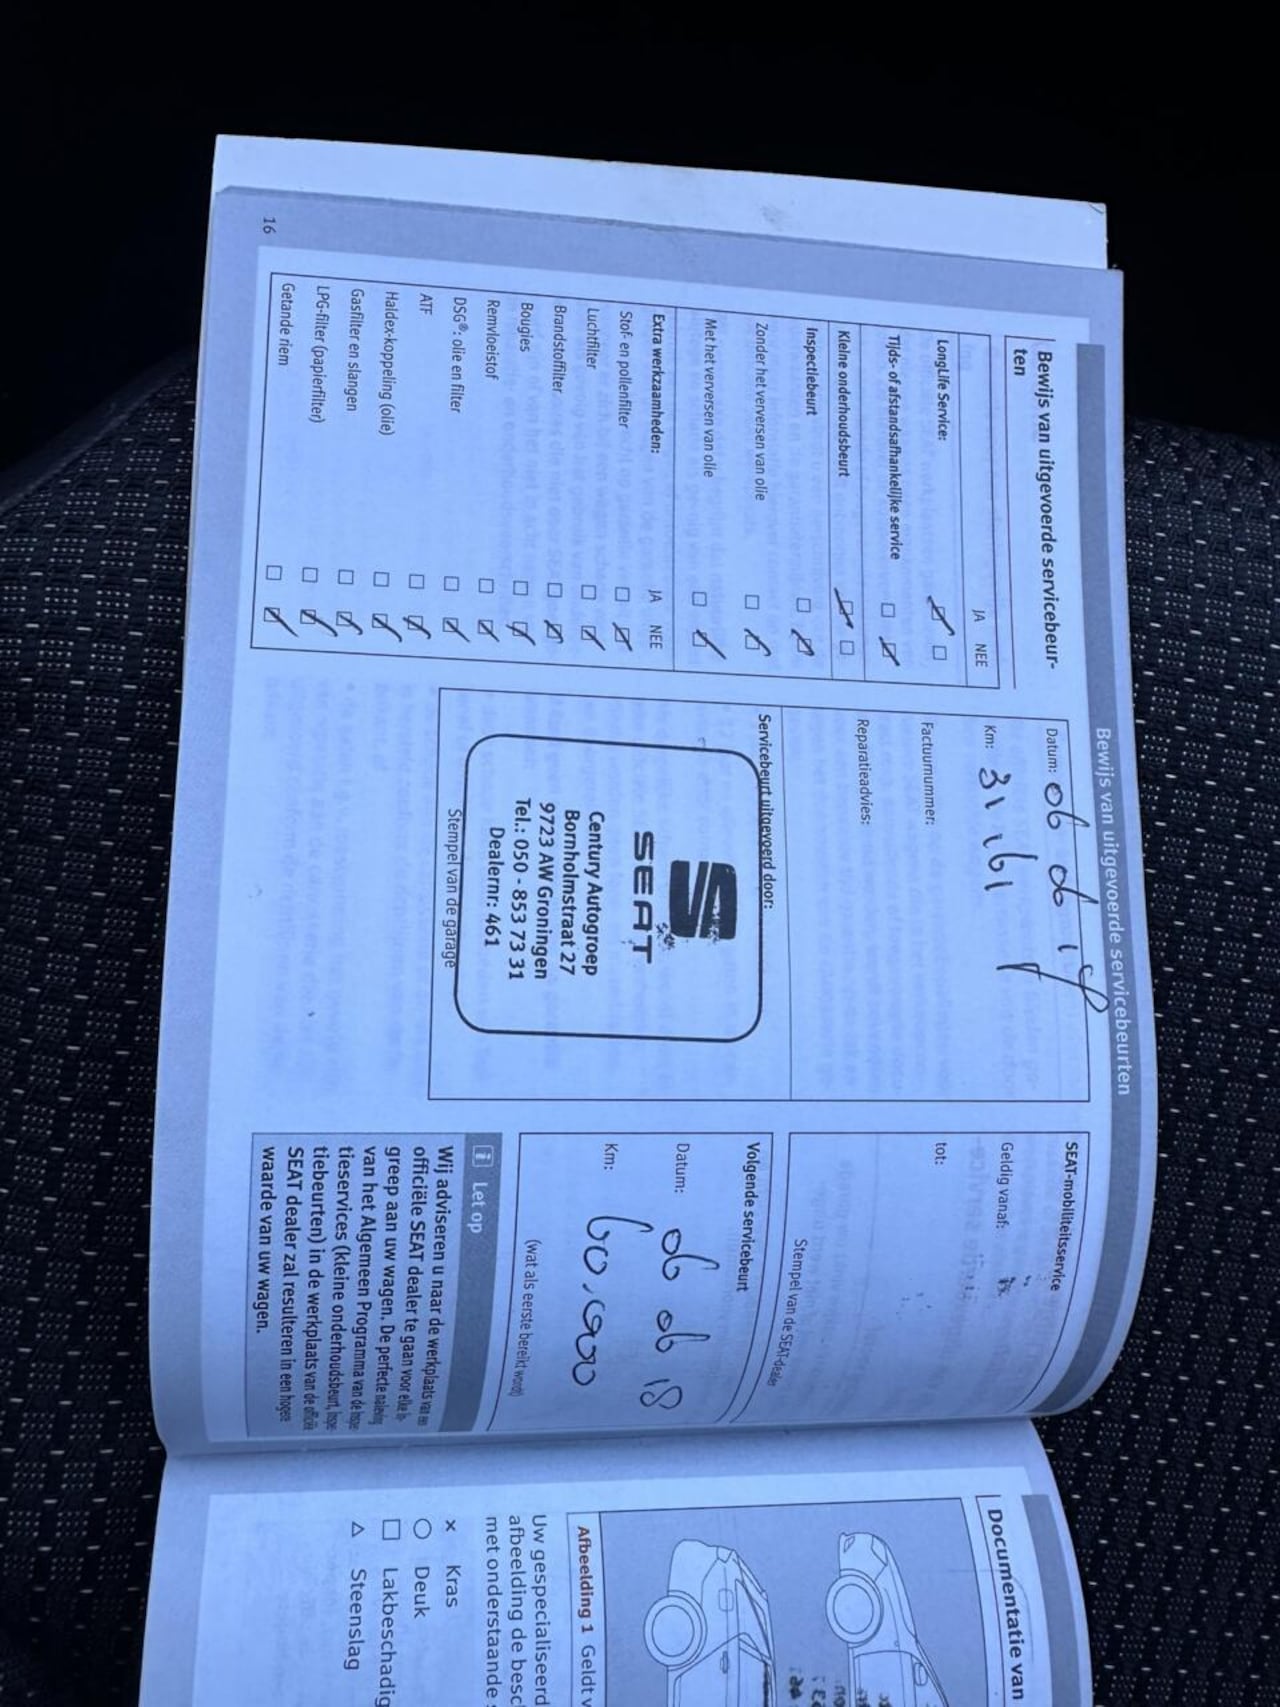 Bewijs van uitgevoerde servicebeurten
Bewijs van uitgevoerde servicebeur-
ten
JA NEE
LongLife Service:
Tijds- of afstandsafhankelijke service
Kleine onderhoudsbeurt
Inspectiebeurt
Zonder het verversen van olie
Met het verversen van olie
Extra werkzaamheden: JA NEE
Stof- en pollenfilter
Luchtfilter
Brandstoffilter
Bougies
Remvloeistof
DSG®: olie en filter
ATF
Haldex-koppeling (olie)
Gasfilter en slangen
LPG-filter (papierfilter)
Getande riem
16
Datum: 06 06 17
Km: 31,161
Factuurnummer:
Reparatieadvies:
Servicebeurt uitgevoerd door:
SEAT
Century Autogroep
Bornholmstraat 27
9723 AW Groningen
Tel.: 050 - 853 73 31
Dealernr: 461
Stempel van de garage
SEAT-mobiliteitsservice
Geldig vanaf:
tot:
Stempel van de SEAT-dealer
Volgende servicebeurt
Datum: 06 06 18
Km: 60,000
(wat als eerste bereikt wordt)
i Let op
Wij adviseren u naar de werkplaats van een
officiële SEAT dealer te gaan voor elke in-
greep aan uw wagen. De perfecte naleving
van het Algemeen Programma van de Inspec-
tieservices (kleine onderhoudsbeurt, Inspec-
tiebeurten) in de werkplaats van de officiële
SEAT dealer zal resulteren in een hogere
waarde van uw wagen.
Documentatie van
Afbeelding 1 Geldt v
Uw gespecialiseerd
afbeelding de besc
met onderstaande
× Kras
○ Deuk
□ Lakbeschadig
△ Steenslag